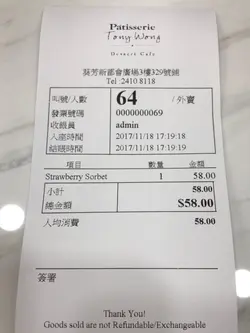 Pâtisserie
Tony Wong
Dessert Cafe
葵芳新都會廣場3樓329號舖
Tel :2410 8118
叫號/人數 64 /外賣
發票號碼 0000000069
收銀員 admin
入座時間 2017/11/18 17:19:18
結賬時間 2017/11/18 17:19:19
項目 數量 金額
Strawberry Sorbet 1 58.00
小計 58.00
總金額 $58.00
人均消費 58.00
簽署
Thank You!
Goods sold are not Refundable/Exchangeable